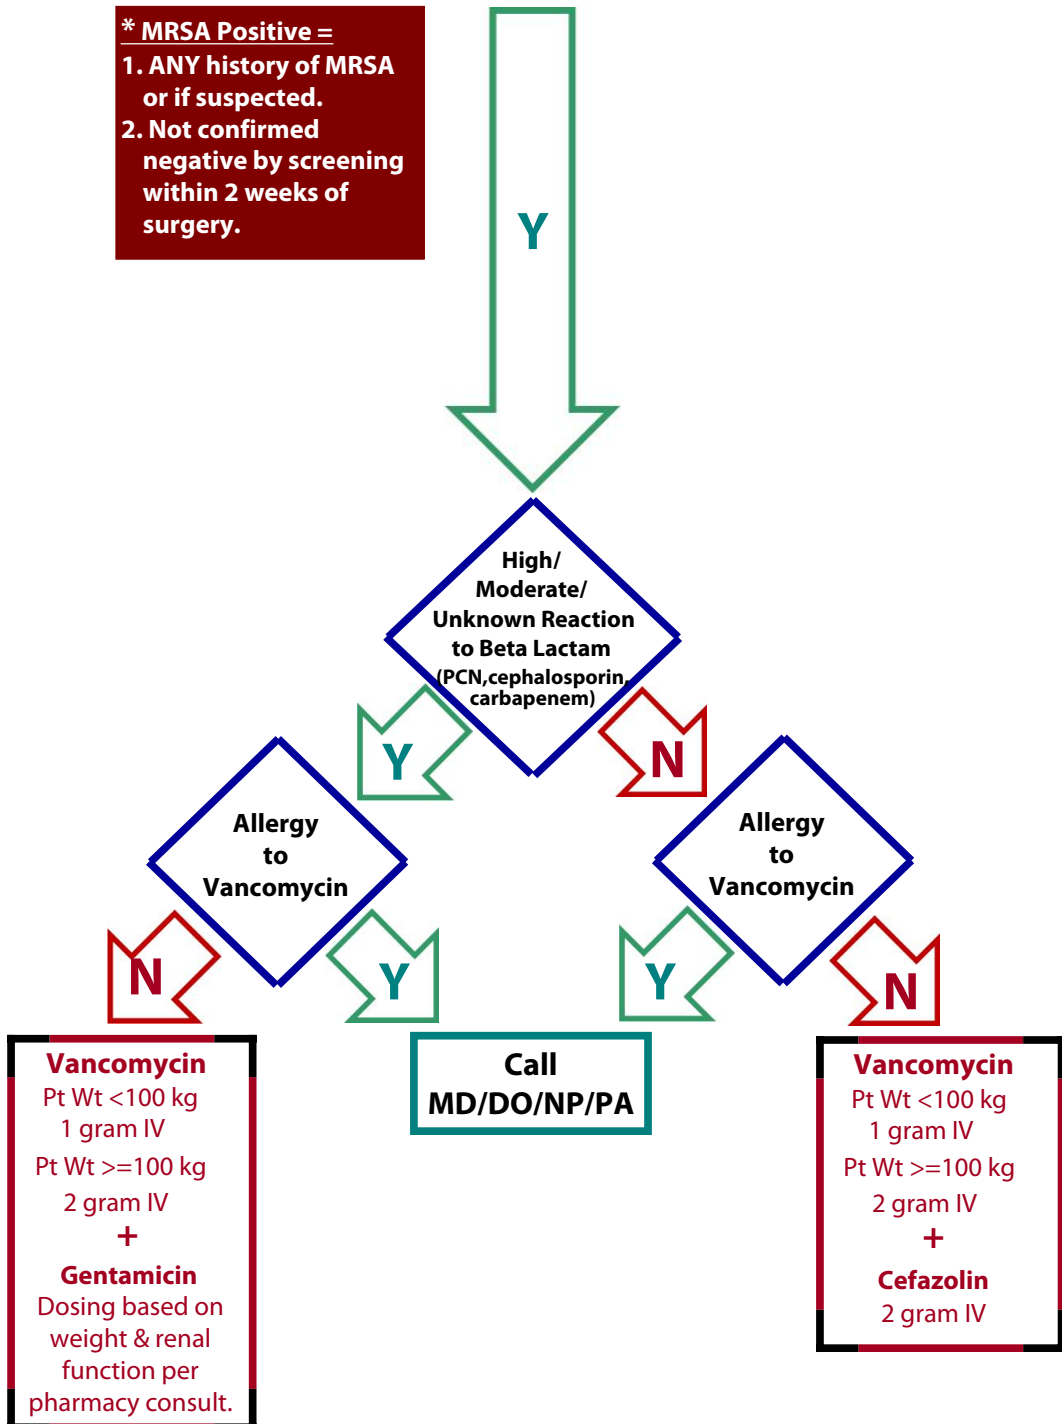 * MRSA Positive =
1. ANY history of MRSA
or if suspected.
2. Not confirmed
negative by screening
within 2 weeks of
surgery.
Y
High/
Moderate/
Unknown Reaction
to Beta Lactam
(PCN,cephalosporin,
carbapenem)
Y
N
Allergy
to
Vancomycin
Allergy
to
Vancomycin
N
Y
Y
N
Vancomycin
Pt Wt <100 kg
1 gram IV
Pt Wt >=100 kg
2 gram IV
+
Gentamicin
Dosing based on
weight & renal
function per
pharmacy consult.
Call
MD/DO/NP/PA
Vancomycin
Pt Wt <100 kg
1 gram IV
Pt Wt >=100 kg
2 gram IV
+
Cefazolin
2 gram IV